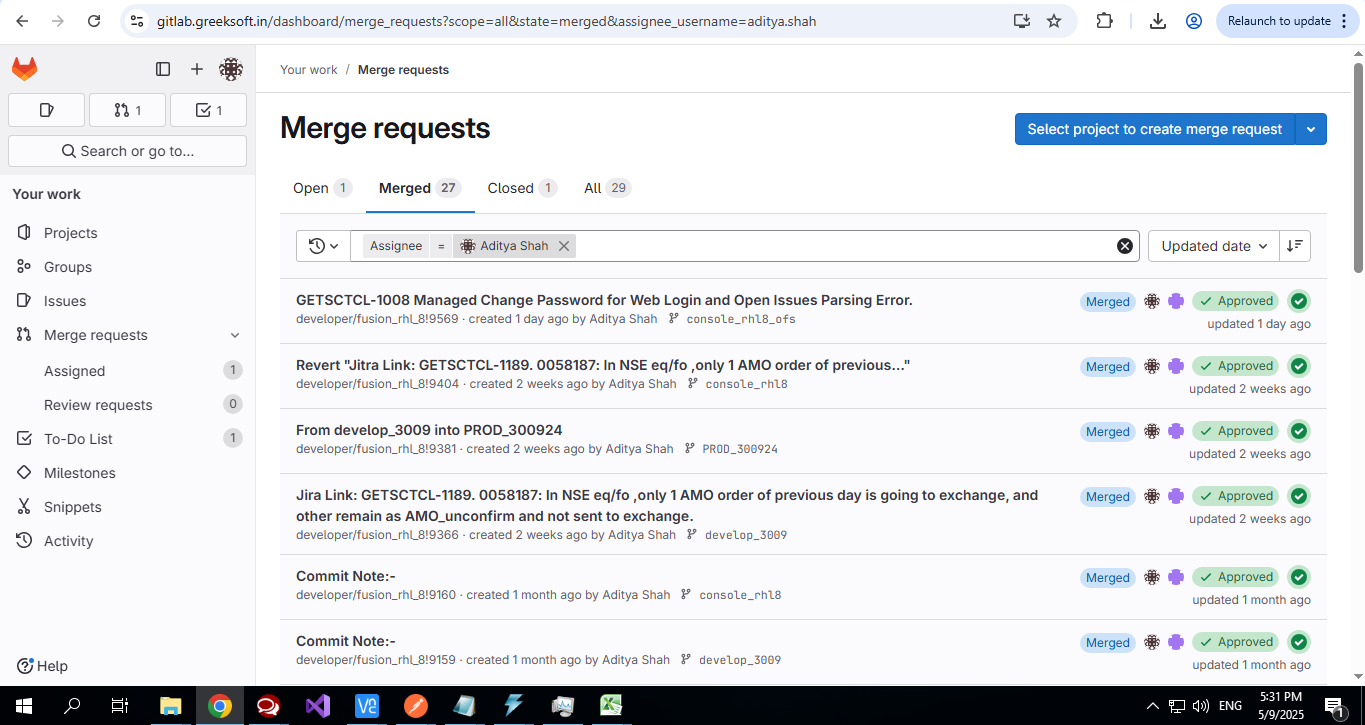 gitlab.greeksoft.in/dashboard/merge_requests?scope=all&state=merged&assignee_username=aditya.shah
Relaunch to update
Your work / Merge requests
1
1
Search or go to...
Merge requests
Select project to create merge request
Your work
Open 1
Merged 27
Closed 1
All 29
Projects
Groups
Issues
Merge requests
Assigned 1
Review requests 0
To-Do List 1
Milestones
Snippets
Activity
Help
Assignee = Aditya Shah
Updated date
GETSCTCL-1008 Managed Change Password for Web Login and Open Issues Parsing Error.
Merged Approved
developer/fusion_rhl_8!9569 · created 1 day ago by Aditya Shah console_rhl8_ofs
updated 1 day ago
Revert "Jitra Link: GETSCTCL-1189. 0058187: In NSE eq/fo ,only 1 AMO order of previous..."
Merged Approved
developer/fusion_rhl_8!9404 · created 2 weeks ago by Aditya Shah console_rhl8
updated 2 weeks ago
From develop_3009 into PROD_300924
Merged Approved
developer/fusion_rhl_8!9381 · created 2 weeks ago by Aditya Shah PROD_300924
updated 2 weeks ago
Jira Link: GETSCTCL-1189. 0058187: In NSE eq/fo ,only 1 AMO order of previous day is going to exchange, and
other remain as AMO_unconfirm and not sent to exchange.
Merged Approved
developer/fusion_rhl_8!9366 · created 2 weeks ago by Aditya Shah develop_3009
updated 2 weeks ago
Commit Note:-
Merged Approved
developer/fusion_rhl_8!9160 · created 1 month ago by Aditya Shah console_rhl8
updated 1 month ago
Commit Note:-
Merged Approved
developer/fusion_rhl_8!9159 · created 1 month ago by Aditya Shah develop_3009
updated 1 month ago
VE
ENG
5:31 PM
5/9/2025
1